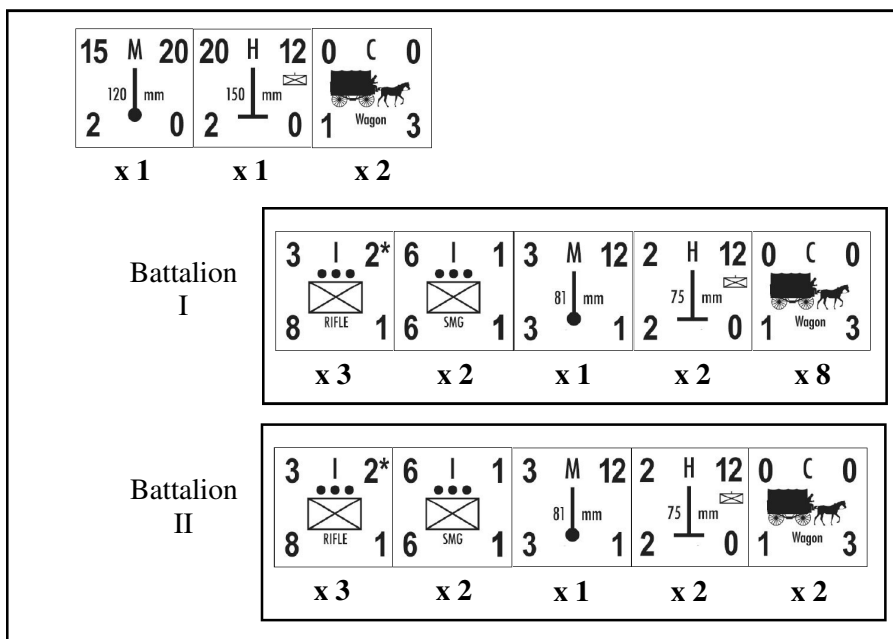 15 M 20 20 H 12 0 C 0
120 mm 150 mm
Wagon
2 0 2 0 1 3
x 1 x 1 x 2
Battalion
I
3 I 2* 6 I 1 3 M 12 2 H 12 0 C 0
81 mm 75 mm
RIFLE SMG Wagon
8 1 6 1 3 1 2 0 1 3
x 3 x 2 x 1 x 2 x 8
Battalion
II
3 I 2* 6 I 1 3 M 12 2 H 12 0 C 0
81 mm 75 mm
RIFLE SMG Wagon
8 1 6 1 3 1 2 0 1 3
x 3 x 2 x 1 x 2 x 2